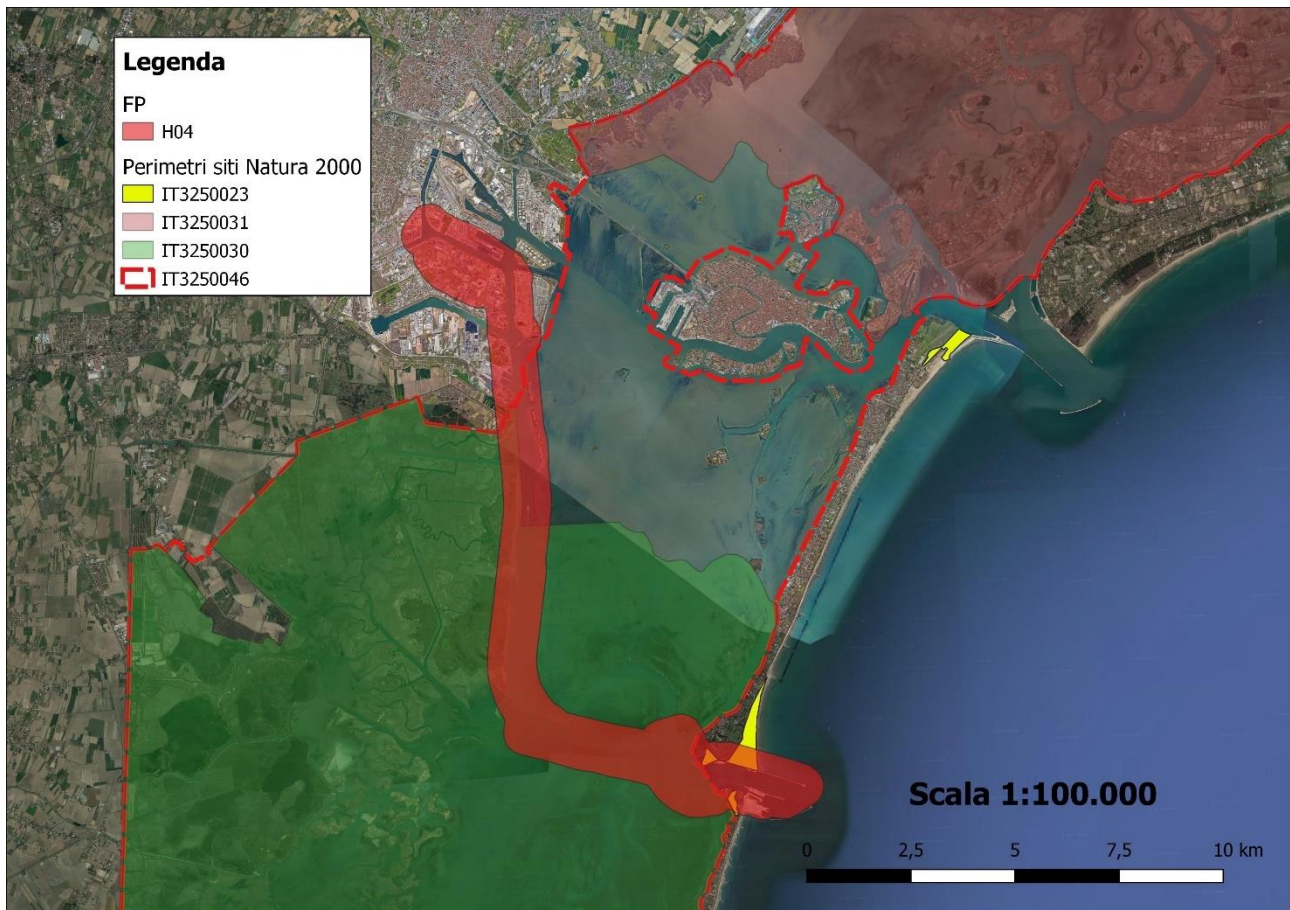 Legenda
FP
H04
Perimetri siti Natura 2000
IT3250023
IT3250031
IT3250030
IT3250046
Scala 1:100.000
0 2,5 5 7,5 10 km